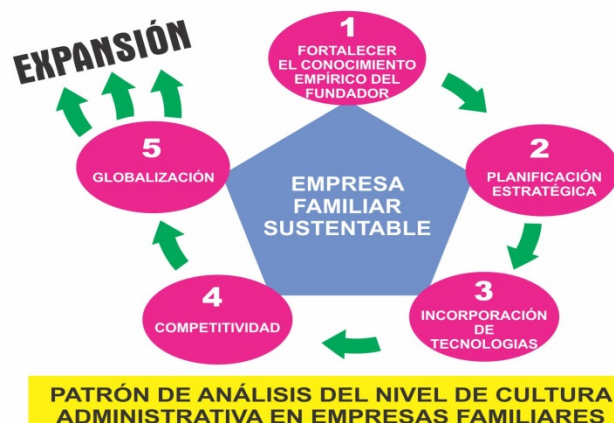 EXPANSIÓN
1
FORTALECER
EL CONOCIMIENTO
EMPÍRICO DEL
FUNDADOR
2
PLANIFICACIÓN
ESTRATÉGICA
3
INCORPORACIÓN
DE
TECNOLOGIAS
4
COMPETITIVIDAD
5
GLOBALIZACIÓN
EMPRESA
FAMILIAR
SUSTENTABLE
PATRÓN DE ANÁLISIS DEL NIVEL DE CULTURA
ADMINISTRATIVA EN EMPRESAS FAMILIARES